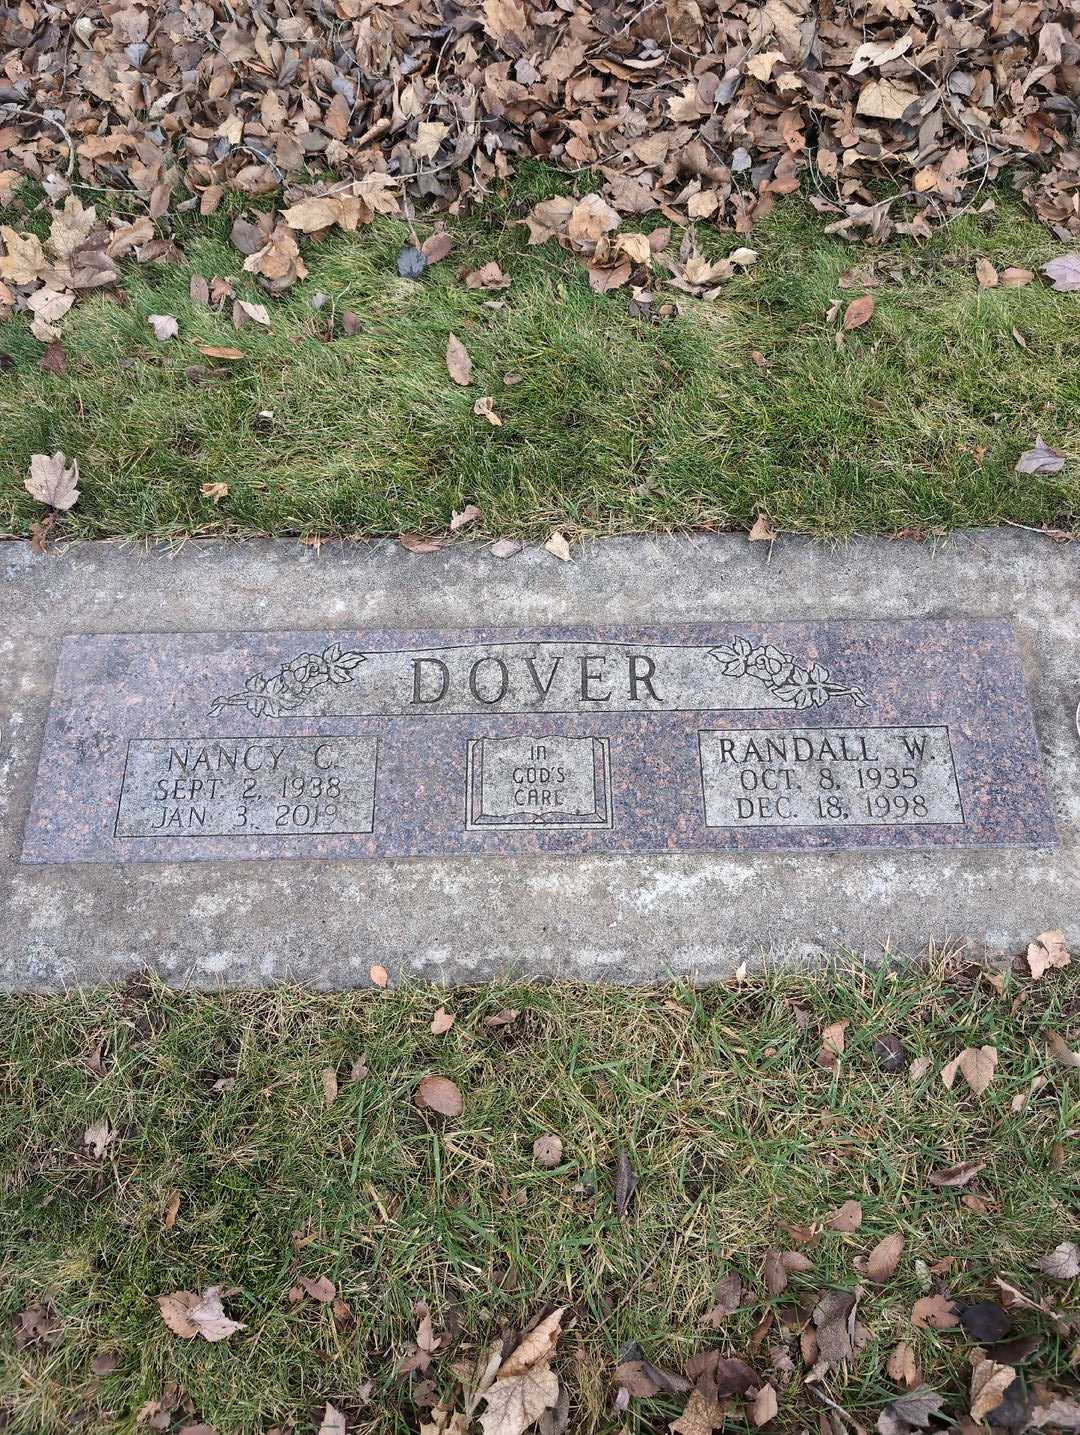 DOVER
NANCY C.
SEPT. 2, 1938
JAN. 3, 2019
IN
GOD'S
CARE
RANDALL W.
OCT. 8, 1935
DEC. 18, 1998